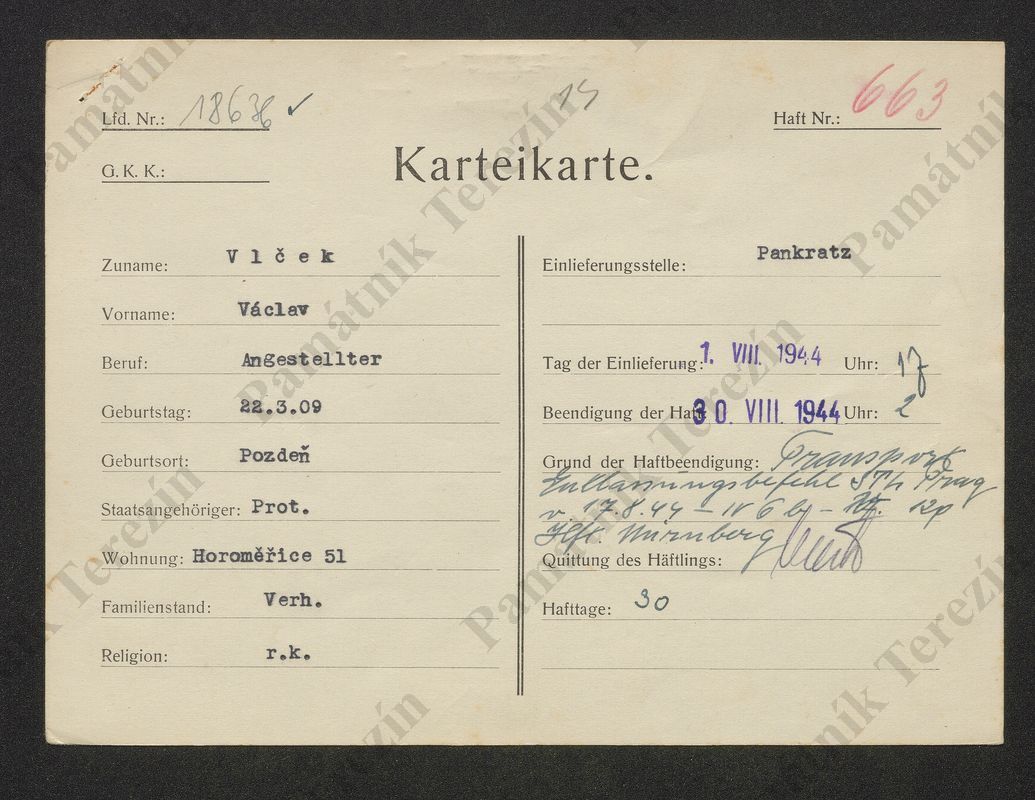 15
Lfd. Nr.: 18636 ✓
Haft Nr.: 663
G. K. K.:
Karteikarte.
Zuname: Vlček
Vorname: Václav
Beruf: Angestellter
Geburtstag: 22.3.09
Geburtsort: Pozdeň
Staatsangehöriger: Prot.
Wohnung: Horoměřice 51
Familienstand: Verh.
Religion: r.k.
Einlieferungsstelle: Pankratz
Tag der Einlieferung: 1. VIII. 1944 Uhr: 17
Beendigung der Haft: 30. VIII. 1944 Uhr: 2
Grund der Haftbeendigung: Transport
Entlassungsbefehl Prag
v. 17.8.44 – IV 6 b –
Nürnberg
Quittung des Häftlings:
Hafttage: 30
Památník Terezín